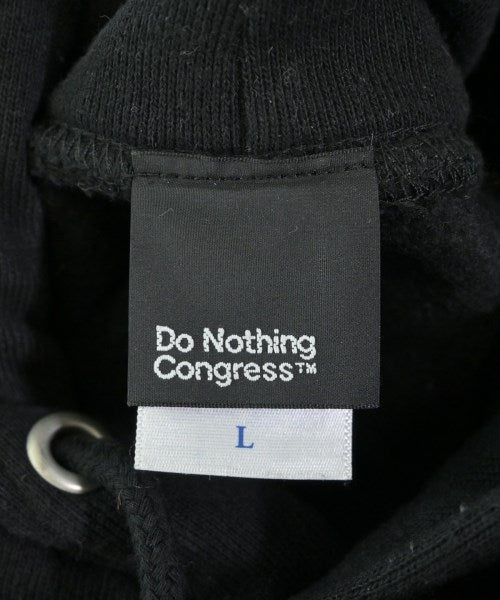 Do Nothing
Congress™
L